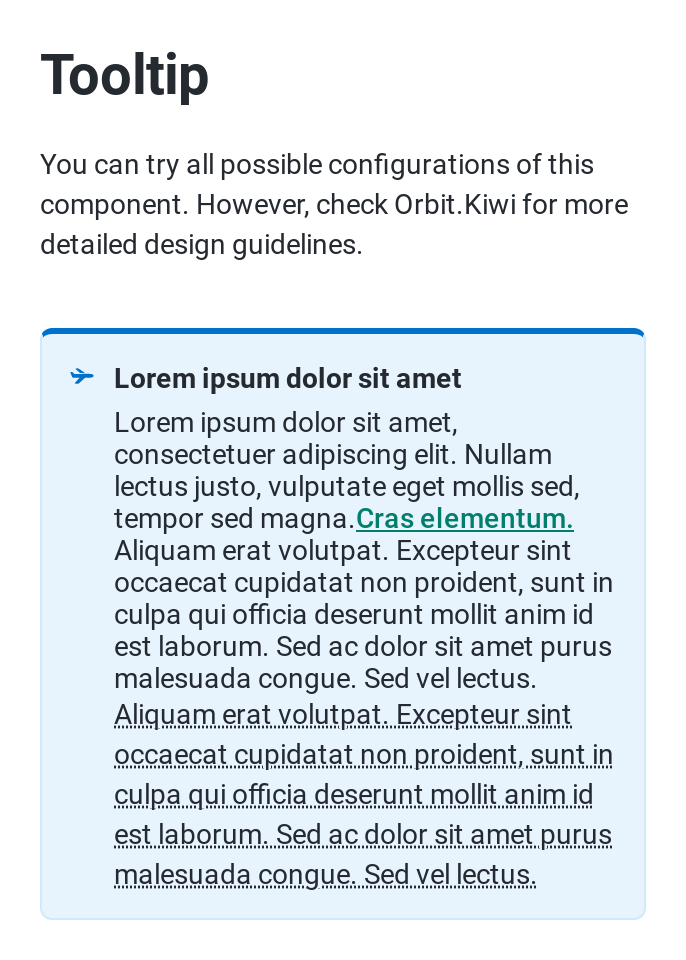 Tooltip
You can try all possible configurations of this
component. However, check Orbit.Kiwi for more
detailed design guidelines.
Lorem ipsum dolor sit amet
Lorem ipsum dolor sit amet,
consectetuer adipiscing elit. Nullam
lectus justo, vulputate eget mollis sed,
tempor sed magna.Cras elementum.
Aliquam erat volutpat. Excepteur sint
occaecat cupidatat non proident, sunt in
culpa qui officia deserunt mollit anim id
est laborum. Sed ac dolor sit amet purus
malesuada congue. Sed vel lectus.
Aliquam erat volutpat. Excepteur sint
occaecat cupidatat non proident, sunt in
culpa qui officia deserunt mollit anim id
est laborum. Sed ac dolor sit amet purus
malesuada congue. Sed vel lectus.